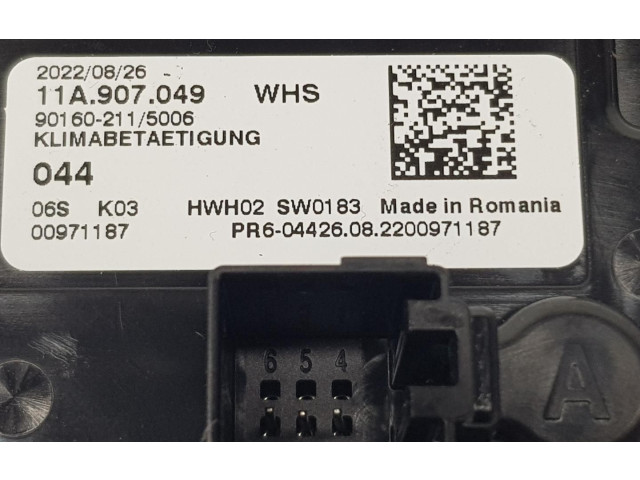 2022/08/26
11A.907.049 WHS
90160-211/5006
KLIMABETAETIGUNG
044
06S K03 HWH02 SW0183 Made in Romania
00971187 PR6-04426.08.2200971187
6 5 4
A